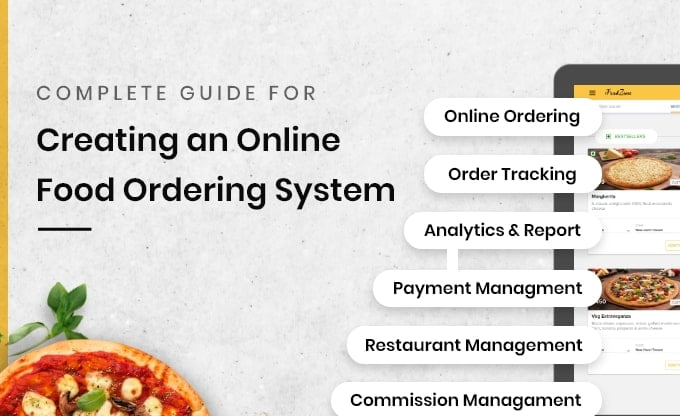 COMPLETE GUIDE FOR
Creating an Online
Food Ordering System
Online Ordering
Order Tracking
Analytics & Report
Payment Managment
Restaurant Management
Commission Managament
BESTSELLERS
Margherita
Veg Extravaganza